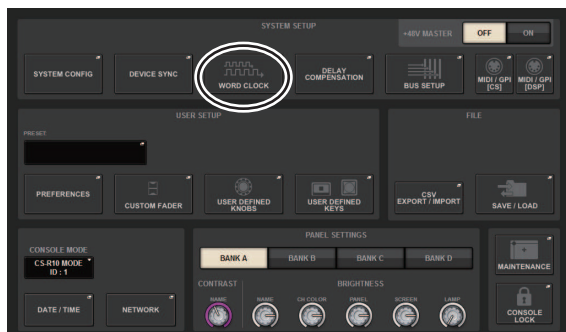 SYSTEM SETUP
+48V MASTER
OFF
ON
SYSTEM CONFIG
DEVICE SYNC
WORD CLOCK
DELAY
COMPENSATION
BUS SETUP
MIDI / GPI
[CS]
MIDI / GPI
[DSP]
USER SETUP
FILE
PRESET
PREFERENCES
CUSTOM FADER
USER DEFINED
KNOBS
USER DEFINED
KEYS
CSV
EXPORT / IMPORT
SAVE / LOAD
CONSOLE MODE
CS-R10 MODE
ID : 1
DATE / TIME
NETWORK
PANEL SETTINGS
BANK A
BANK B
BANK C
BANK D
CONTRAST
BRIGHTNESS
NAME
NAME
CH COLOR
PANEL
SCREEN
LAMP
MAINTENANCE
CONSOLE
LOCK